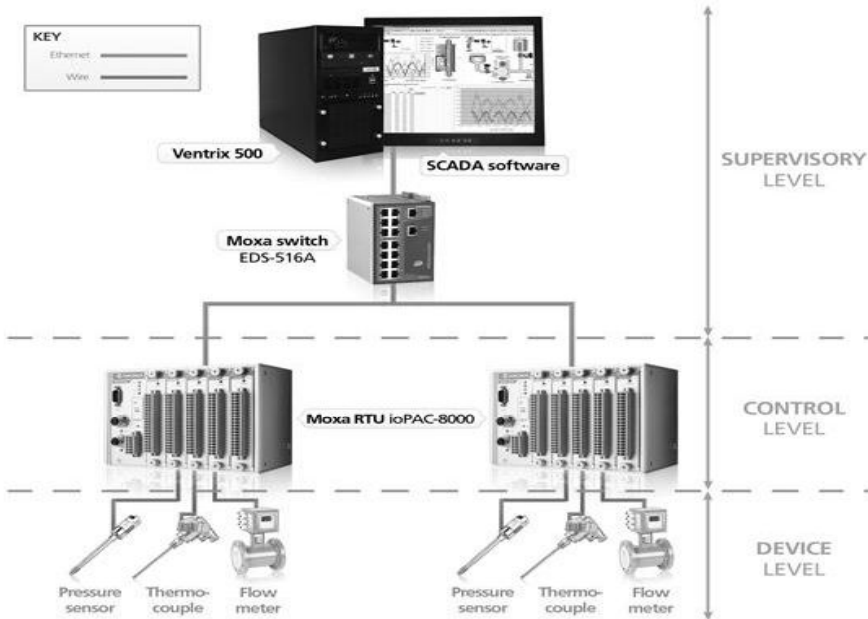 KEY
Ethernet
Wire
Ventrix 500
SCADA software
SUPERVISORY
LEVEL
Moxa switch
EDS-516A
Moxa RTU ioPAC-8000
CONTROL
LEVEL
Pressure
sensor
Thermo-
couple
Flow
meter
Pressure
sensor
Thermo-
couple
Flow
meter
DEVICE
LEVEL